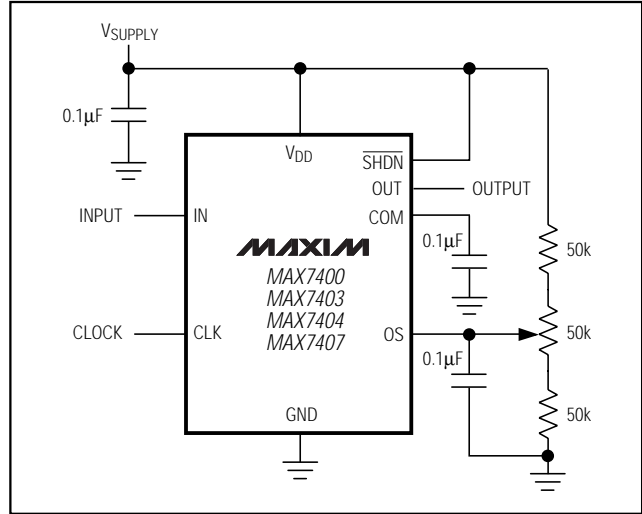 VSUPPLY
0.1μF
VDD
SHDN
OUT
OUTPUT
INPUT
IN
COM
MAXIM
MAX7400
MAX7403
MAX7404
MAX7407
0.1μF
50k
CLOCK
CLK
OS
50k
0.1μF
GND
50k